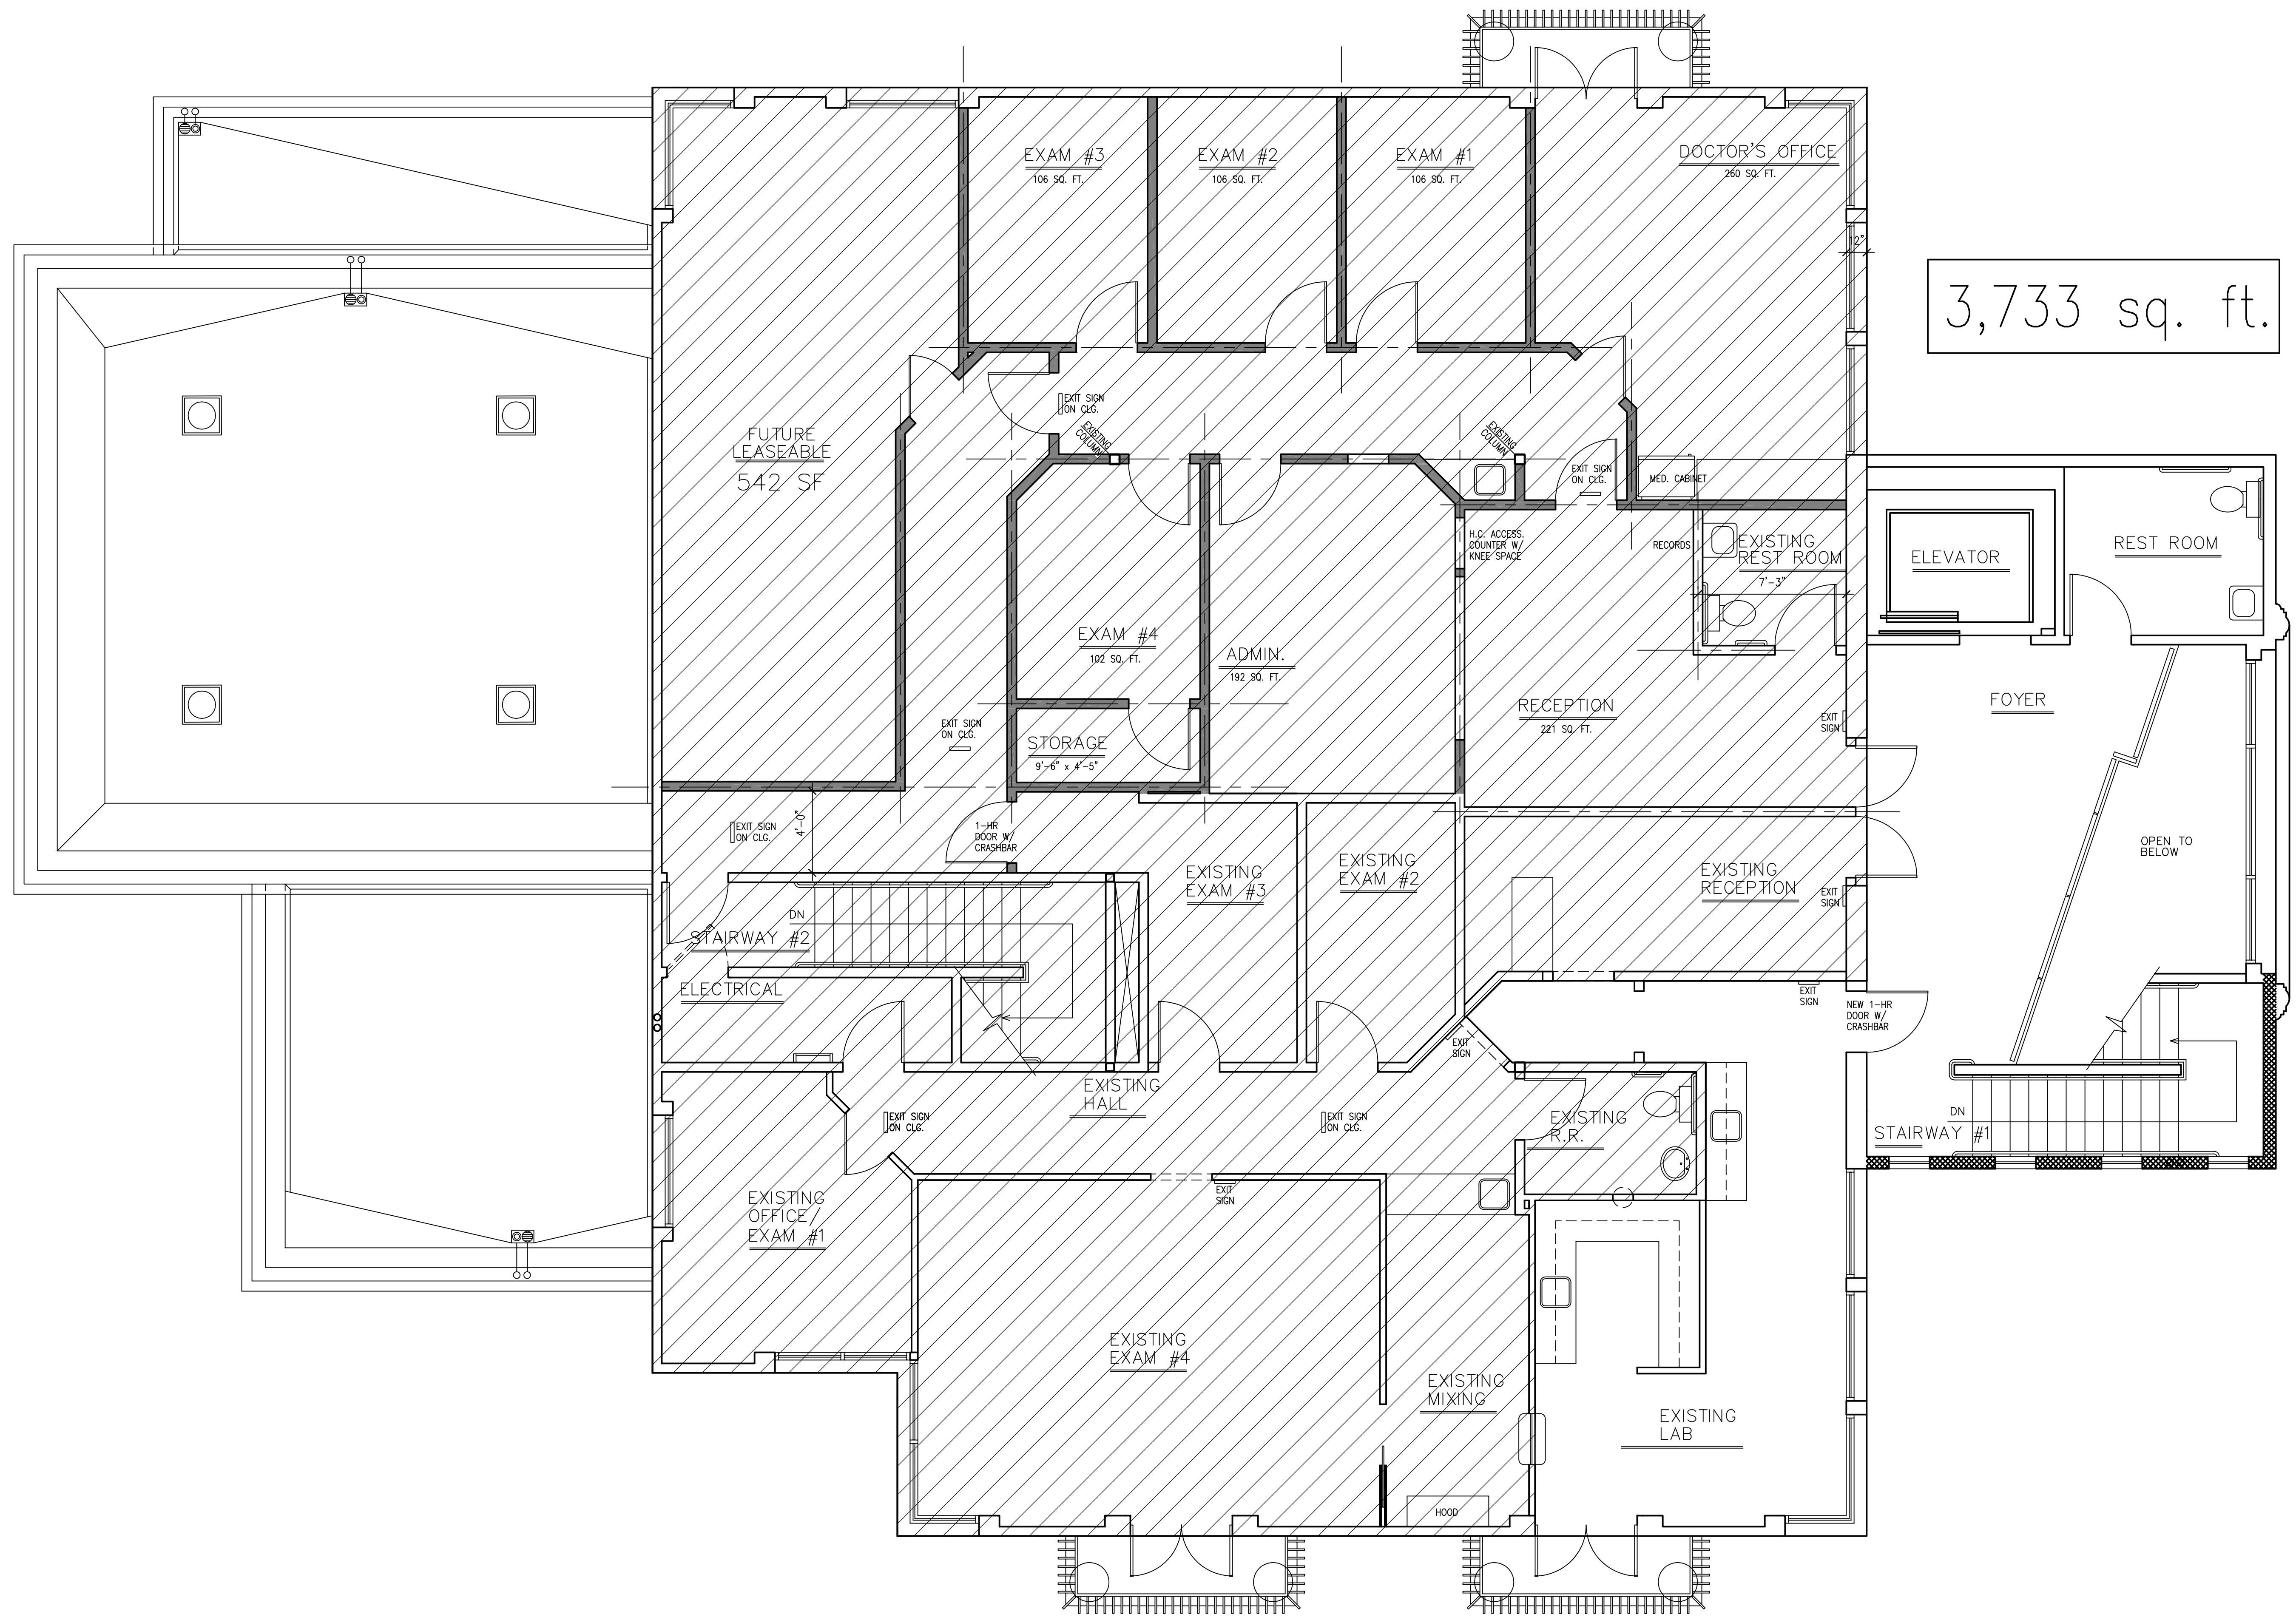 EXAM #3
106 SQ. FT.
EXAM #2
106 SQ. FT.
EXAM #1
106 SQ. FT.
DOCTOR'S OFFICE
260 SQ. FT.
12"
3,733 sq. ft.
EXIT SIGN
ON CLG.
EXISTING
COLUMN
EXISTING
COLUMN
FUTURE
LEASEABLE
542 SF
EXIT SIGN
ON CLG.
MED. CABINET
H.C. ACCESS.
COUNTER W/
KNEE SPACE
RECORDS
EXISTING
REST ROOM
7'-3"
ELEVATOR
REST ROOM
EXAM #4
102 SQ. FT.
ADMIN.
192 SQ. FT.
RECEPTION
221 SQ. FT.
FOYER
EXIT
SIGN
EXIT SIGN
ON CLG.
STORAGE
9'-6" x 4'-5"
EXIT SIGN
ON CLG.
4'-0"
1-HR
DOOR W/
CRASHBAR
OPEN TO
BELOW
EXISTING
EXAM #3
EXISTING
EXAM #2
EXISTING
RECEPTION
EXIT
SIGN
DN
STAIRWAY #2
ELECTRICAL
EXIT
SIGN
NEW 1-HR
DOOR W/
CRASHBAR
EXIT
SIGN
EXISTING
HALL
EXIT SIGN
ON CLG.
EXIT SIGN
ON CLG.
EXISTING
R.R.
DN
STAIRWAY #1
EXISTING
OFFICE/
EXAM #1
EXIT
SIGN
EXISTING
EXAM #4
EXISTING
MIXING
EXISTING
LAB
HOOD